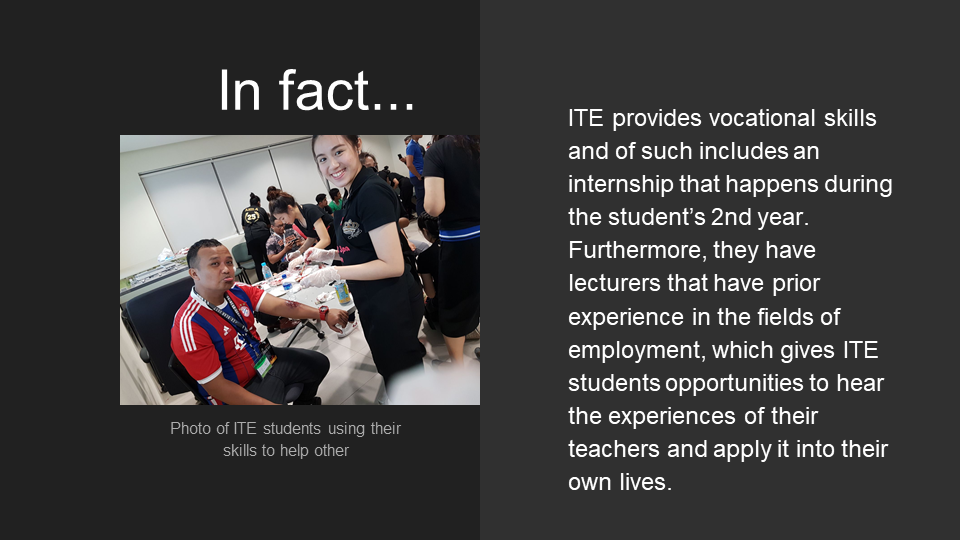 In fact...
Photo of ITE students using their
skills to help other
ITE provides vocational skills
and of such includes an
internship that happens during
the student's 2nd year.
Furthermore, they have
lecturers that have prior
experience in the fields of
employment, which gives ITE
students opportunities to hear
the experiences of their
teachers and apply it into their
own lives.